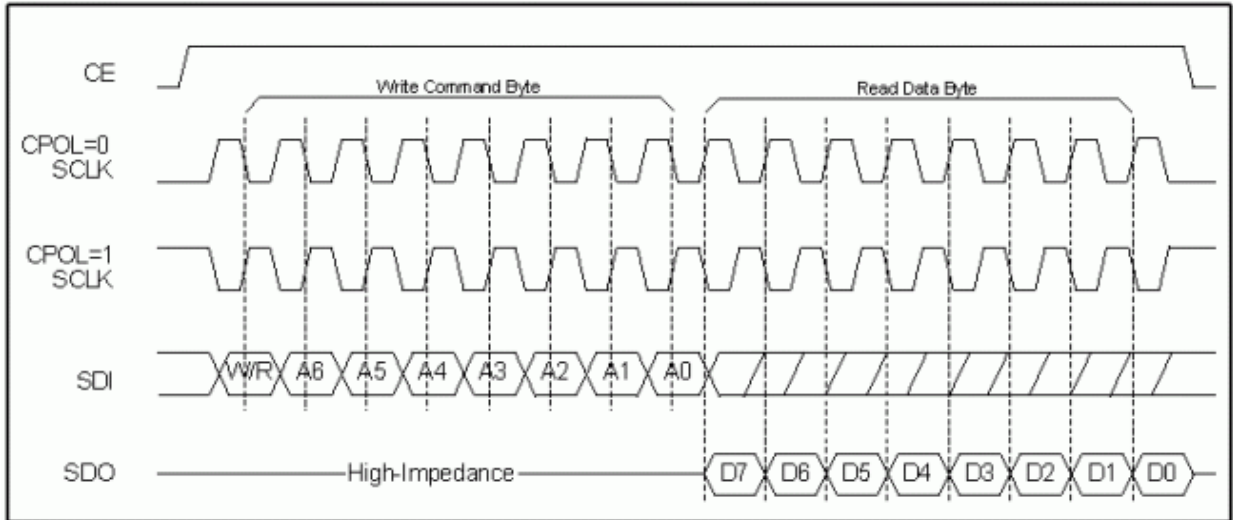 CE
Write Command Byte
Read Data Byte
CPOL=0
SCLK
CPOL=1
SCLK
SDI W/R A6 A5 A4 A3 A2 A1 A0
SDO High-Impedance D7 D6 D5 D4 D3 D2 D1 D0